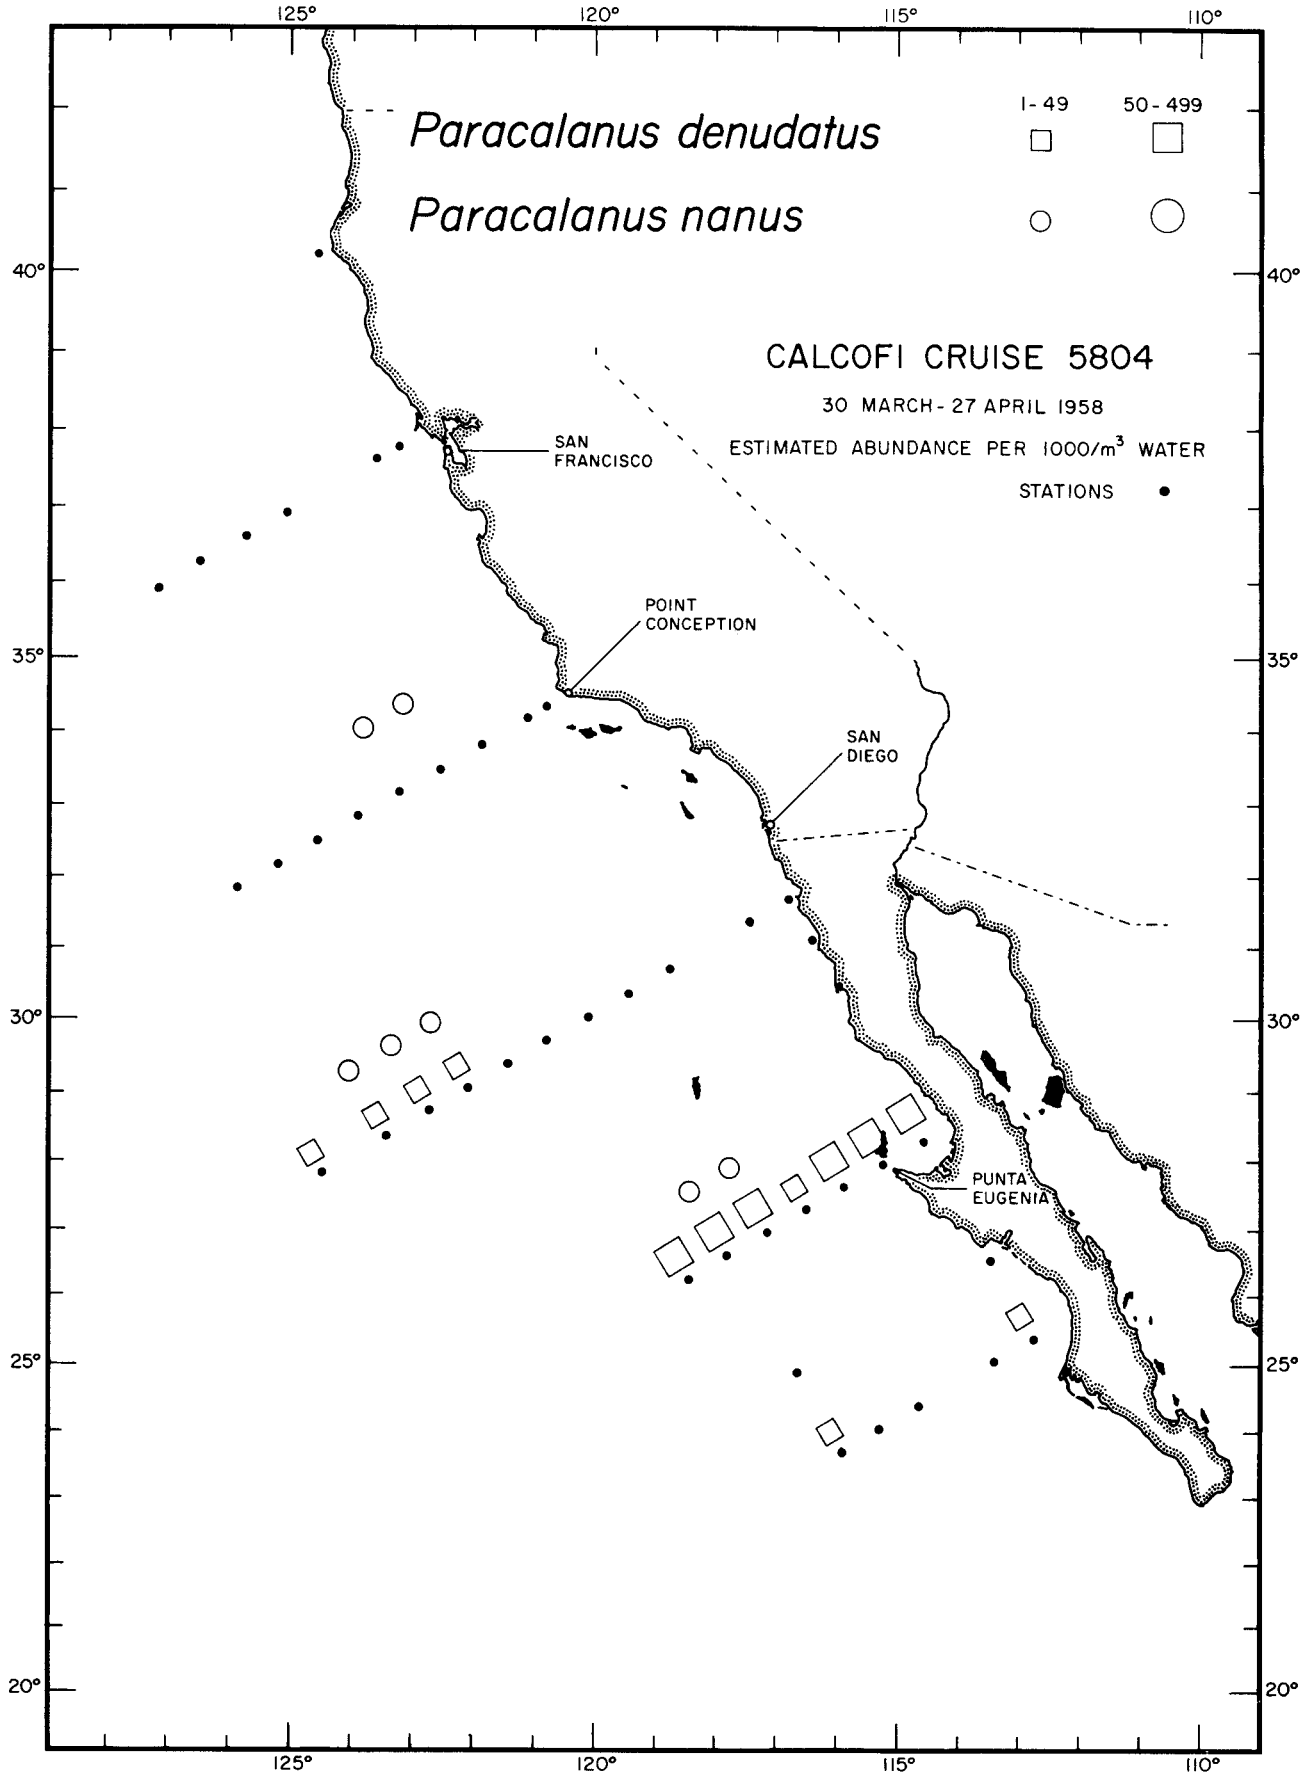 125° 120° 115° 110°
1-49 50-499
Paracalanus denudatus
Paracalanus nanus
40° 40°
CALCOFI CRUISE 5804
30 MARCH - 27 APRIL 1958
ESTIMATED ABUNDANCE PER 1000/m³ WATER
STATIONS
SAN
FRANCISCO
POINT
CONCEPTION
35° 35°
SAN
DIEGO
30° 30°
PUNTA
EUGENIA
25° 25°
20° 20°
125° 120° 115° 110°